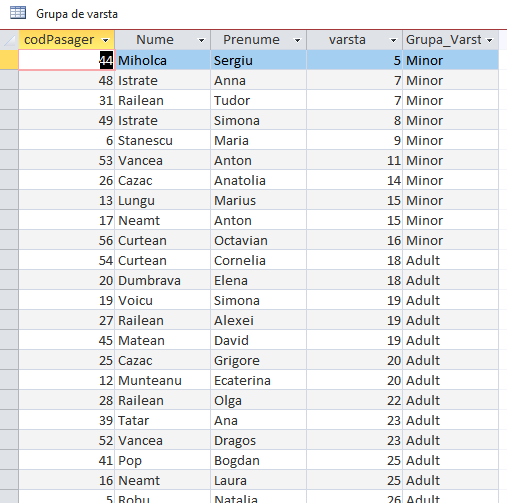 Grupa de varsta
codPasager Nume Prenume varsta Grupa_Varst
44 Miholca Sergiu 5 Minor
48 Istrate Anna 7 Minor
31 Railean Tudor 7 Minor
49 Istrate Simona 8 Minor
6 Stanescu Maria 9 Minor
53 Vancea Anton 11 Minor
26 Cazac Anatolia 14 Minor
13 Lungu Marius 15 Minor
17 Neamt Anton 15 Minor
56 Curtean Octavian 16 Minor
54 Curtean Cornelia 18 Adult
20 Dumbrava Elena 18 Adult
19 Voicu Simona 19 Adult
27 Railean Alexei 19 Adult
45 Matean David 19 Adult
25 Cazac Grigore 20 Adult
12 Munteanu Ecaterina 20 Adult
28 Railean Olga 22 Adult
39 Tatar Ana 23 Adult
52 Vancea Dragos 23 Adult
41 Pop Bogdan 25 Adult
16 Neamt Laura 25 Adult
5 Robu Natalia 26 Adult